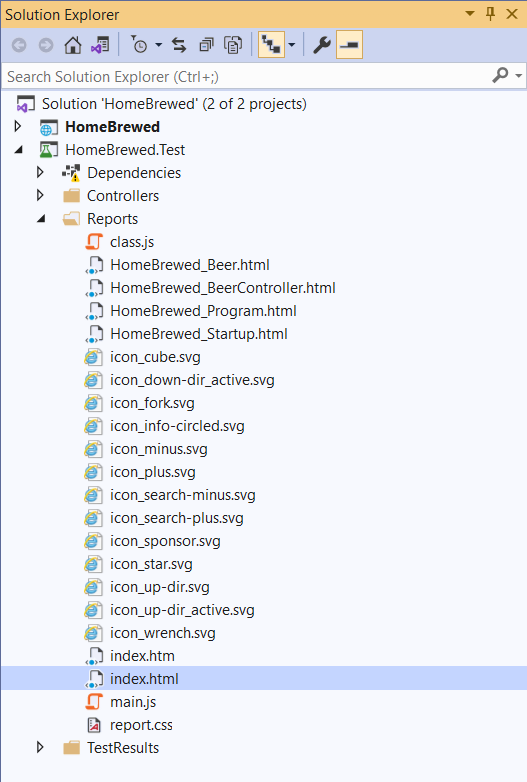 Solution Explorer
Search Solution Explorer (Ctrl+;)
Solution 'HomeBrewed' (2 of 2 projects)
HomeBrewed
HomeBrewed.Test
Dependencies
Controllers
Reports
class.js
HomeBrewed_Beer.html
HomeBrewed_BeerController.html
HomeBrewed_Program.html
HomeBrewed_Startup.html
icon_cube.svg
icon_down-dir_active.svg
icon_fork.svg
icon_info-circled.svg
icon_minus.svg
icon_plus.svg
icon_search-minus.svg
icon_search-plus.svg
icon_sponsor.svg
icon_star.svg
icon_up-dir.svg
icon_up-dir_active.svg
icon_wrench.svg
index.htm
index.html
main.js
report.css
TestResults